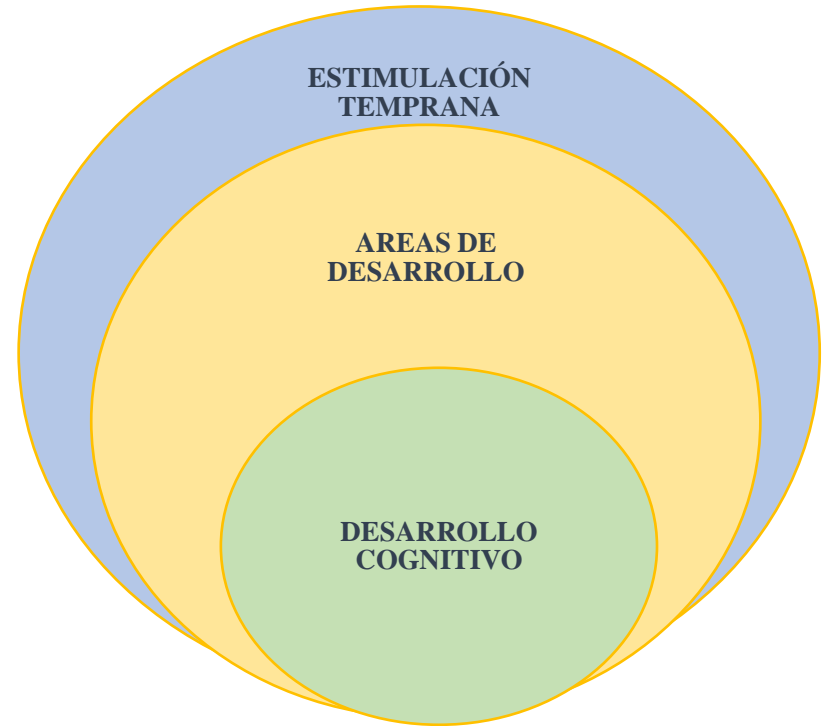 ESTIMULACIÓN
TEMPRANA
AREAS DE
DESARROLLO
DESARROLLO
COGNITIVO